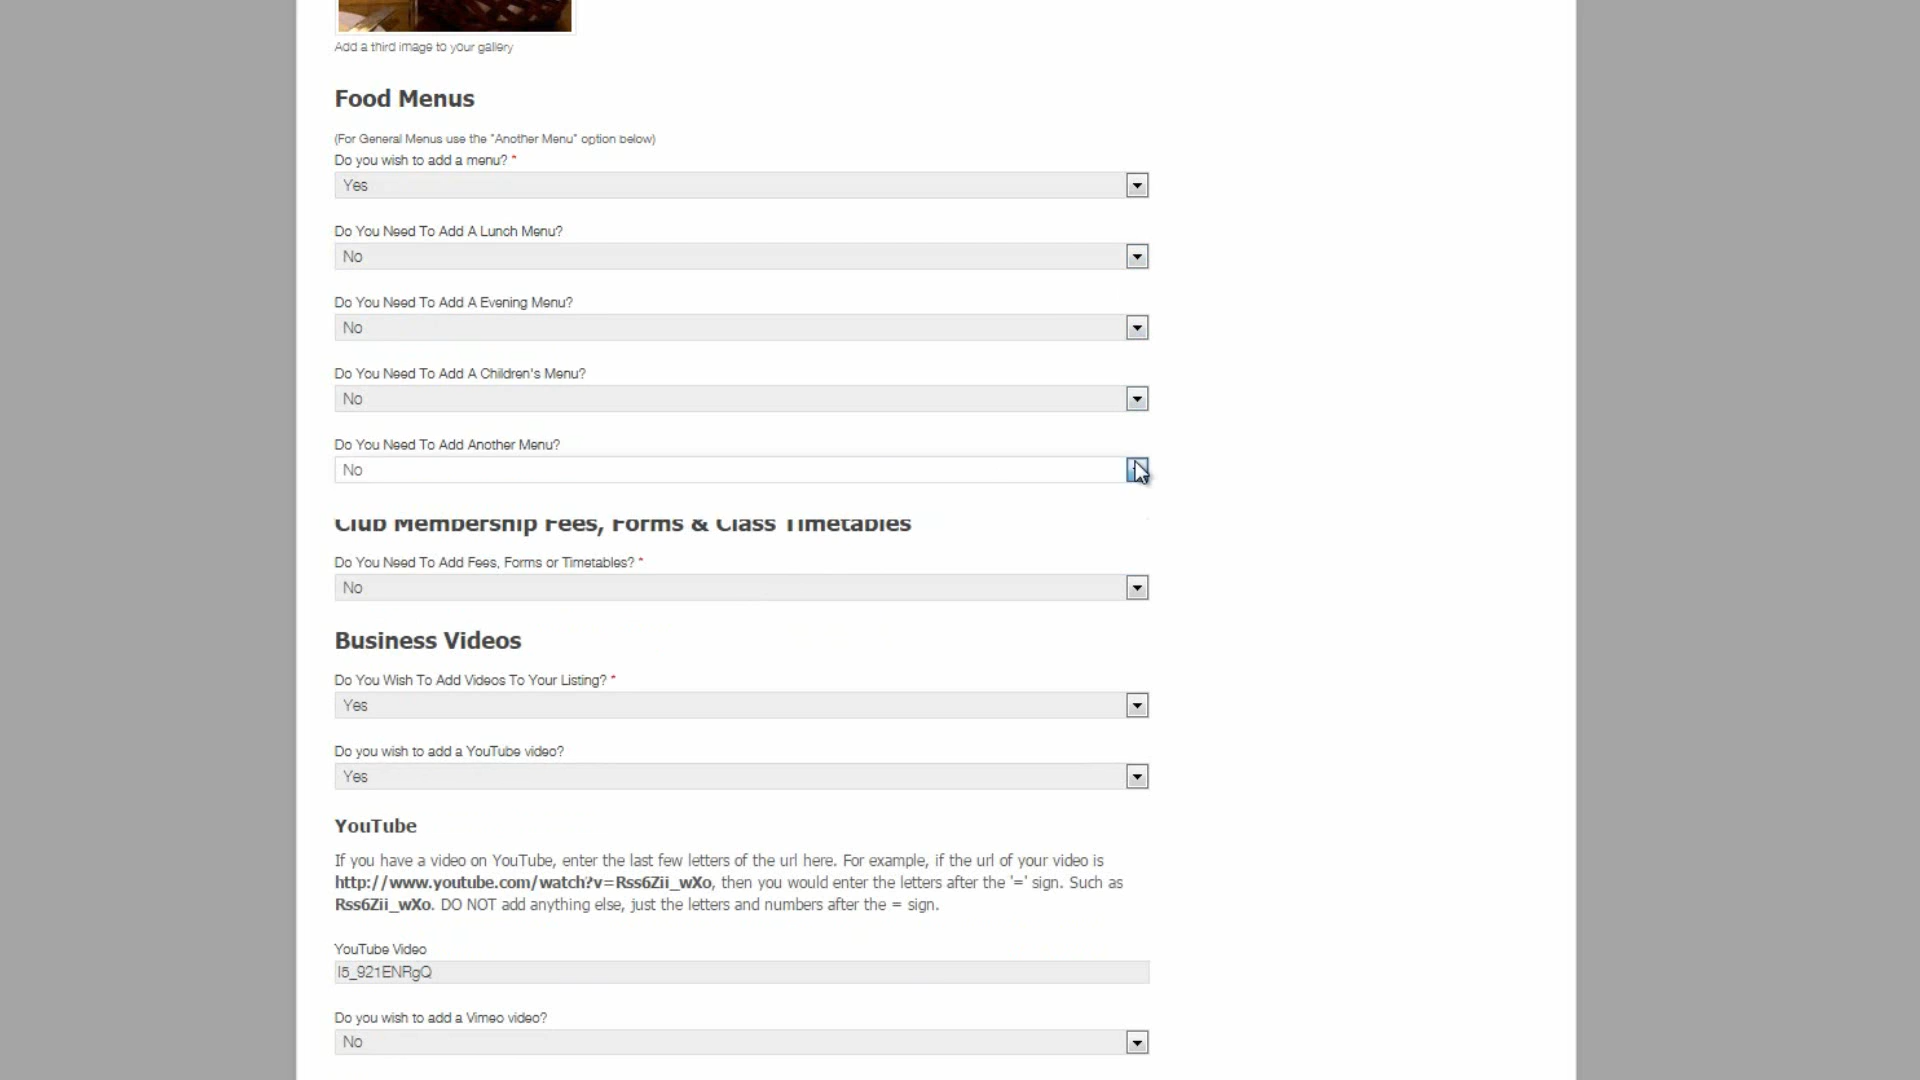 Add a third image to your gallery
Food Menus
(For General Menus use the "Another Menu" option below)
Do you wish to add a menu? *
Yes
Do You Need To Add A Lunch Menu?
No
Do You Need To Add A Evening Menu?
No
Do You Need To Add A Children's Menu?
No
Do You Need To Add Another Menu?
No
Club Membership Fees, Forms & Class Timetables
Do You Need To Add Fees, Forms or Timetables? *
No
Business Videos
Do You Wish To Add Videos To Your Listing? *
Yes
Do you wish to add a YouTube video?
Yes
YouTube
If you have a video on YouTube, enter the last few letters of the url here. For example, if the url of your video is
http://www.youtube.com/watch?v=Rss6Zii_wXo, then you would enter the letters after the '=' sign. Such as
Rss6Zii_wXo. DO NOT add anything else, just the letters and numbers after the = sign.
YouTube Video
I5_921ENRgQ
Do you wish to add a Vimeo video?
No